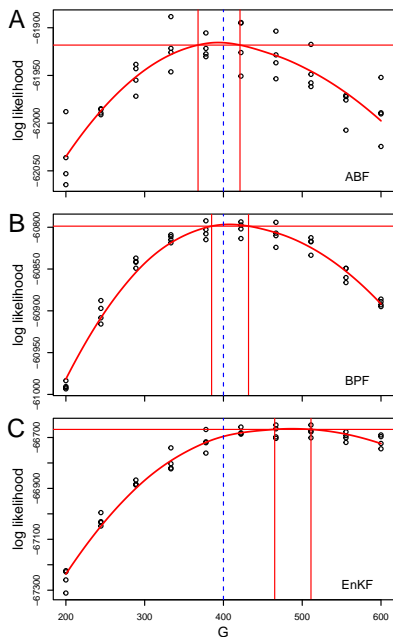 A
log likelihood
−61900
−61950
−62000
−62050
ABF
B
log likelihood
−60800
−60850
−60900
−60950
−61000
BPF
C
log likelihood
−66700
−66900
−67100
−67300
EnKF
200 300 400 500 600
G